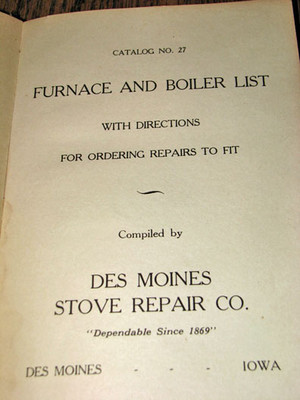 CATALOG NO. 27
FURNACE AND BOILER LIST
WITH DIRECTIONS
FOR ORDERING REPAIRS TO FIT
Compiled by
DES MOINES
STOVE REPAIR CO.
"Dependable Since 1869"
DES MOINES - - - IOWA